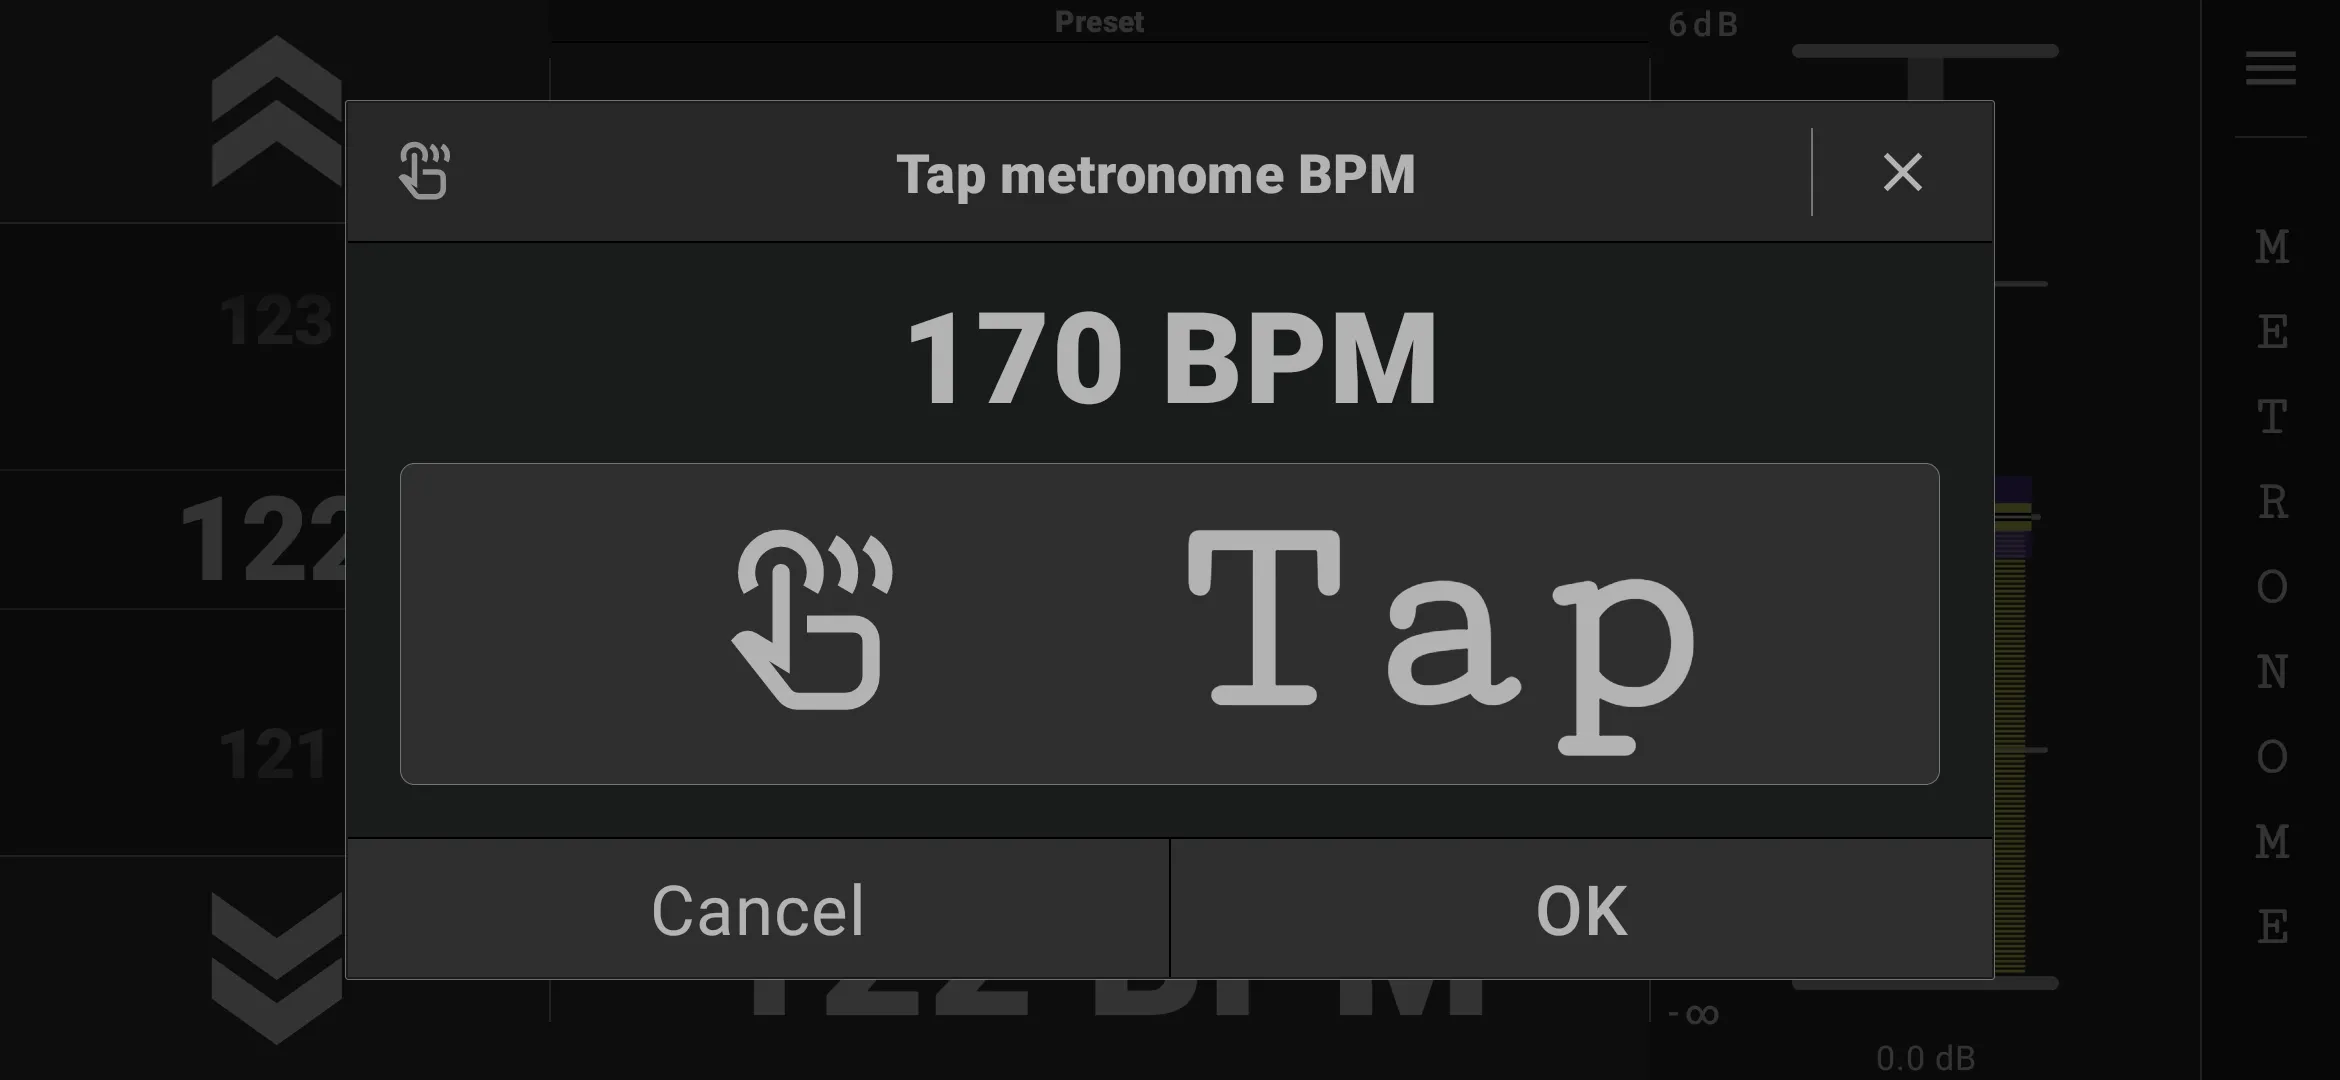 Preset
6 dB
Tap metronome BPM
123
170 BPM
122
Tap
121
Cancel
OK
122 BPM
-∞
0.0 dB
METRONOME